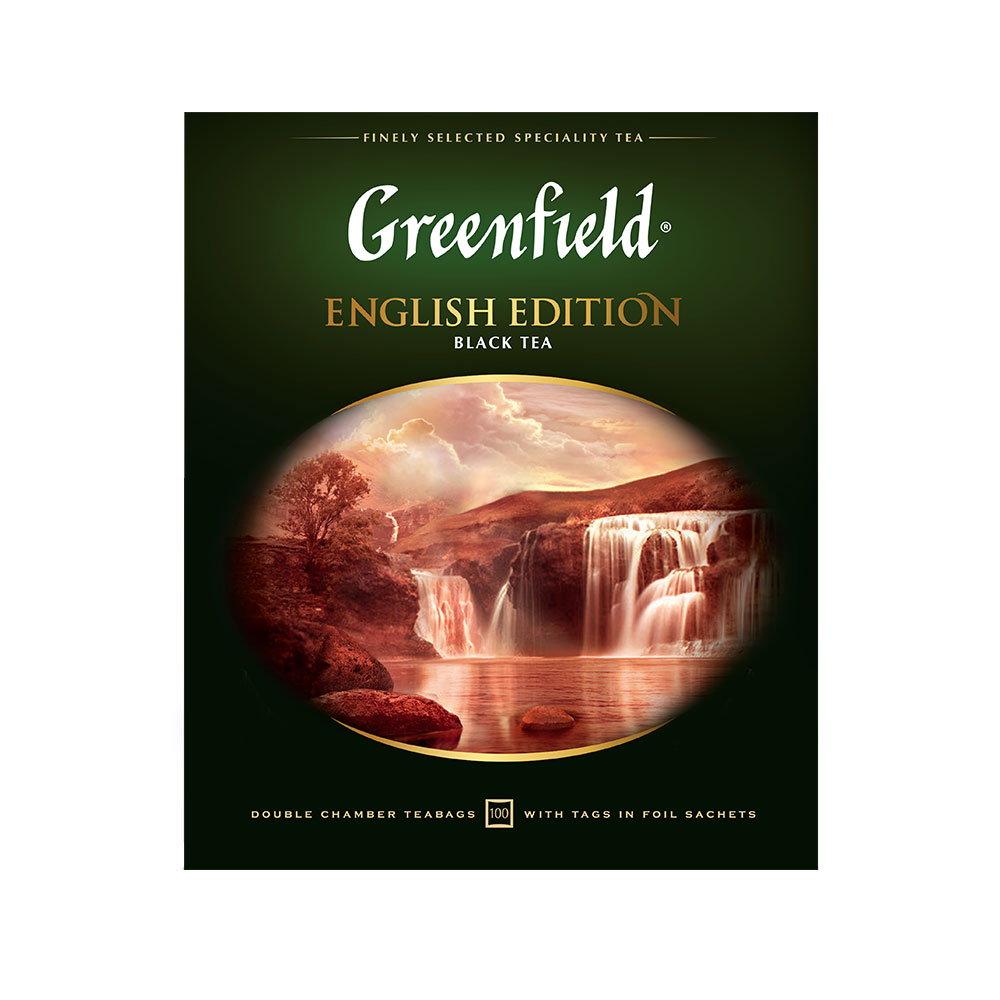 FINELY SELECTED SPECIALITY TEA
Greenfield®
ENGLISH EDITION
BLACK TEA
DOUBLE CHAMBER TEABAGS 100 WITH TAGS IN FOIL SACHETS